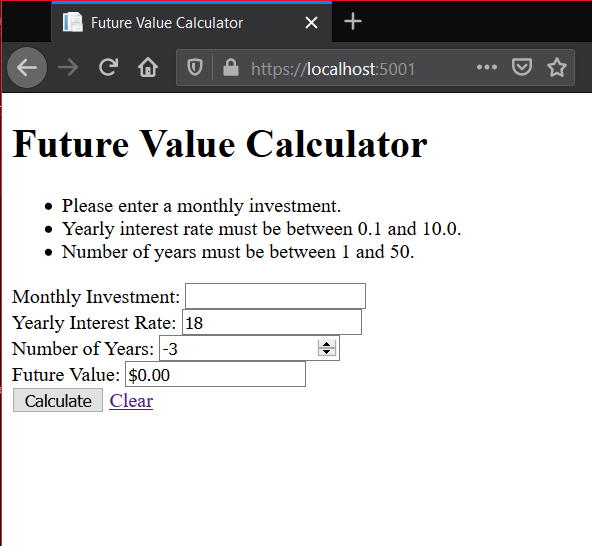 Future Value Calculator
https://localhost:5001
Future Value Calculator
Please enter a monthly investment.
Yearly interest rate must be between 0.1 and 10.0.
Number of years must be between 1 and 50.
Monthly Investment:
Yearly Interest Rate: 18
Number of Years: -3
Future Value: $0.00
Calculate Clear